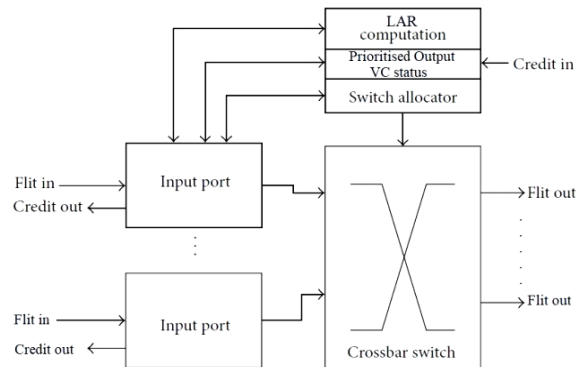 LAR
computation
Prioritised Output
VC status
Credit in
Switch allocator
Flit in
Credit out
Input port
Flit out
Flit out
Flit in
Credit out
Input port
Crossbar switch